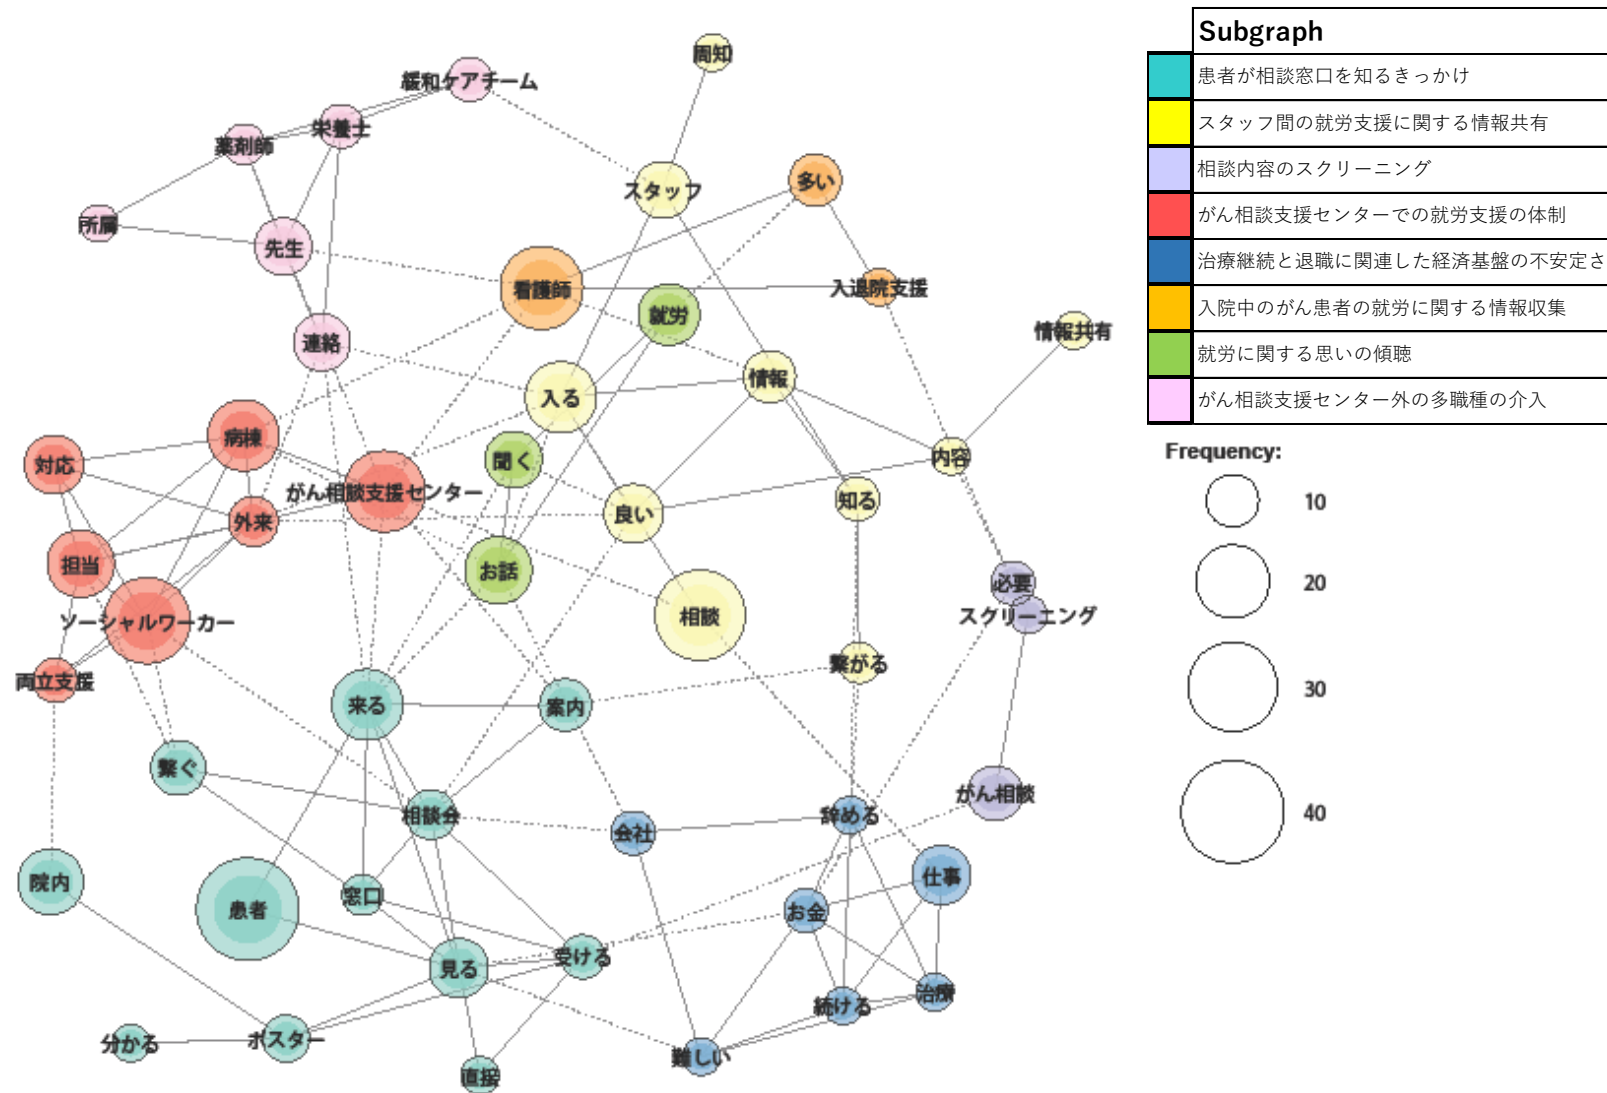 周知
緩和ケアチーム
栄養士
薬剤師
スタッフ
多い
所属
先生
看護師
入退院支援
就労
情報共有
連絡
情報
入る
病棟
対応
聞く
内容
がん相談支援センター
知る
外来
良い
担当
お話
必要
スクリーニング
相談
ソーシャルワーカー
両立支援
繋がる
来る
案内
繋ぐ
がん相談
相談会
辞める
会社
仕事
院内
窓口
患者
お金
受ける
見る
治療
続ける
ポスター
分かる
難しい
直接
Subgraph
患者が相談窓口を知るきっかけ
スタッフ間の就労支援に関する情報共有
相談内容のスクリーニング
がん相談支援センターでの就労支援の体制
治療継続と退職に関連した経済基盤の不安定さ
入院中のがん患者の就労に関する情報収集
就労に関する思いの傾聴
がん相談支援センター外の多職種の介入
Frequency:
10
20
30
40